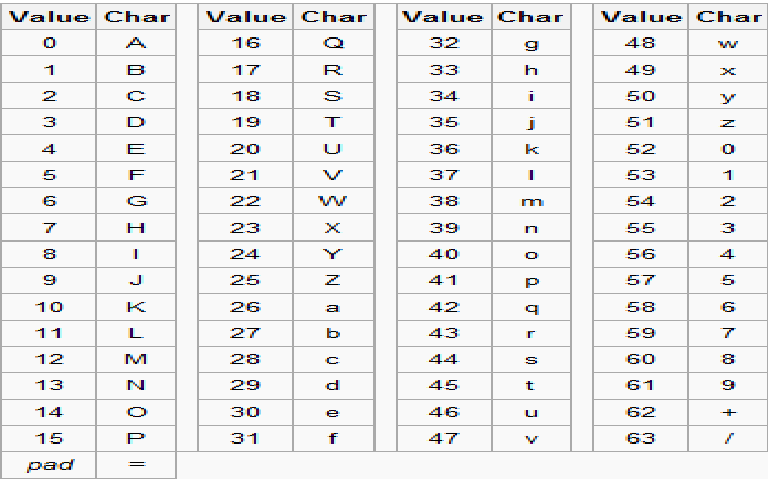 Value Char Value Char Value Char Value Char
0 A 16 Q 32 g 48 w
1 B 17 R 33 h 49 x
2 C 18 S 34 i 50 y
3 D 19 T 35 j 51 z
4 E 20 U 36 k 52 0
5 F 21 V 37 l 53 1
6 G 22 W 38 m 54 2
7 H 23 X 39 n 55 3
8 I 24 Y 40 o 56 4
9 J 25 Z 41 p 57 5
10 K 26 a 42 q 58 6
11 L 27 b 43 r 59 7
12 M 28 c 44 s 60 8
13 N 29 d 45 t 61 9
14 O 30 e 46 u 62 +
15 P 31 f 47 v 63 /
pad =